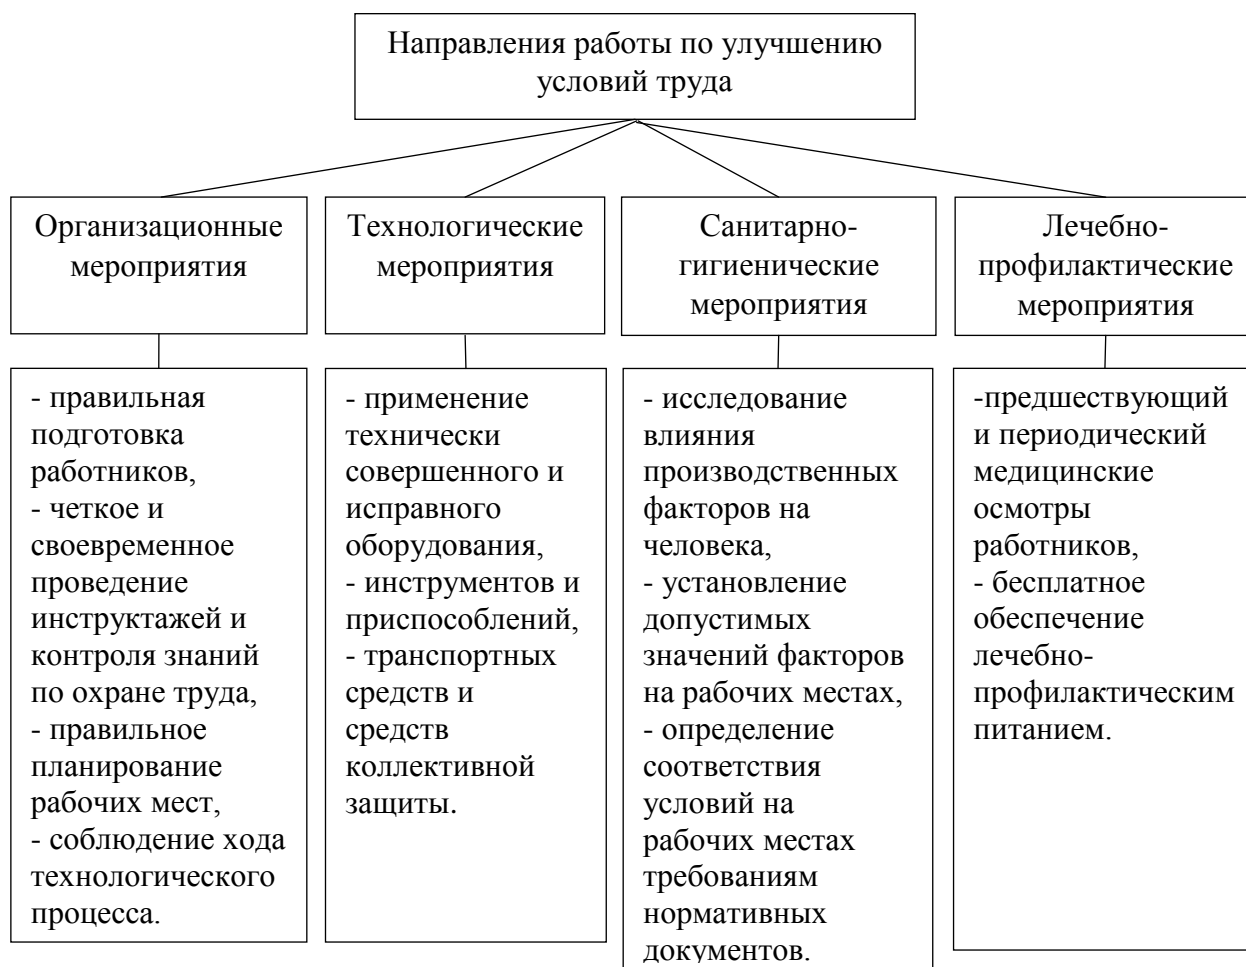 Направления работы по улучшению
условий труда
Организационные
мероприятия
Технологические
мероприятия
Санитарно-
гигиенические
мероприятия
Лечебно-
профилактические
мероприятия
- правильная
подготовка
работников,
- четкое и
своевременное
проведение
инструктажей и
контроля знаний
по охране труда,
- правильное
планирование
рабочих мест,
- соблюдение хода
технологического
процесса.
- применение
технически
совершенного и
исправного
оборудования,
- инструментов и
приспособлений,
- транспортных
средств и
средств
коллективной
защиты.
- исследование
влияния
производственных
факторов на
человека,
- установление
допустимых
значений факторов
на рабочих местах,
- определение
соответствия
условий на
рабочих местах
требованиям
нормативных
документов.
-предшествующий
и периодический
медицинские
осмотры
работников,
- бесплатное
обеспечение
лечебно-
профилактическим
питанием.